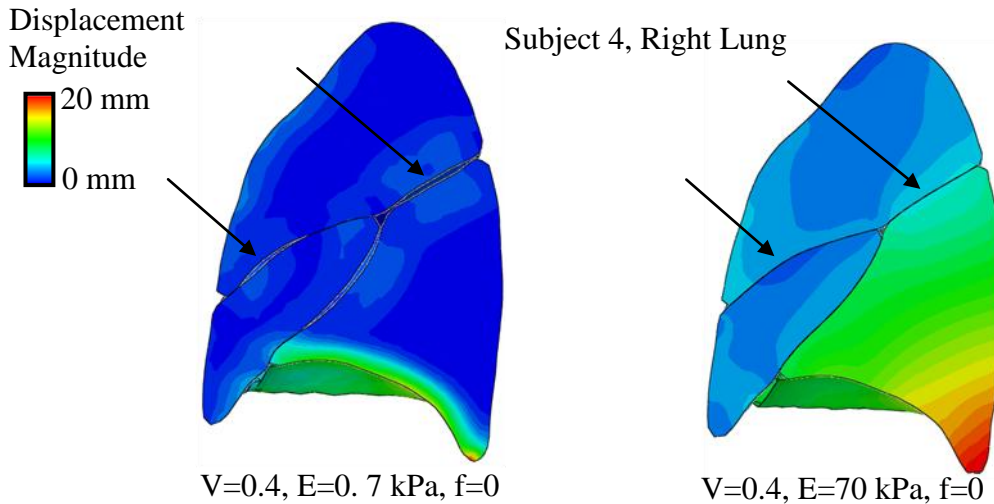 Displacement
Magnitude
20 mm
0 mm
Subject 4, Right Lung
V=0.4, E=0. 7 kPa, f=0
V=0.4, E=70 kPa, f=0